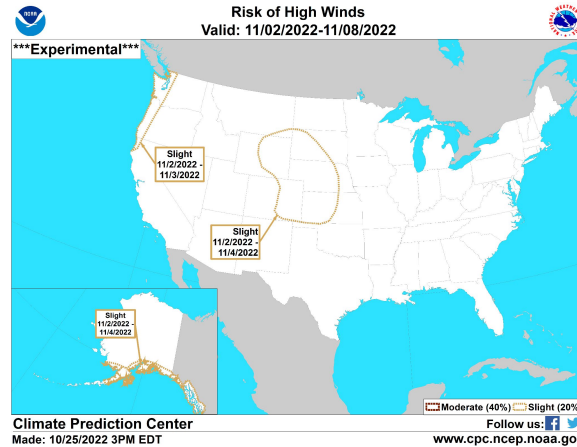 Risk of High Winds
Valid: 11/02/2022-11/08/2022
***Experimental***
Slight
11/2/2022 -
11/3/2022
Slight
11/2/2022 -
11/4/2022
Slight
11/2/2022 -
11/4/2022
Moderate (40%) Slight (20%
Climate Prediction Center
Follow us:
Made: 10/25/2022 3PM EDT
www.cpc.ncep.noaa.go